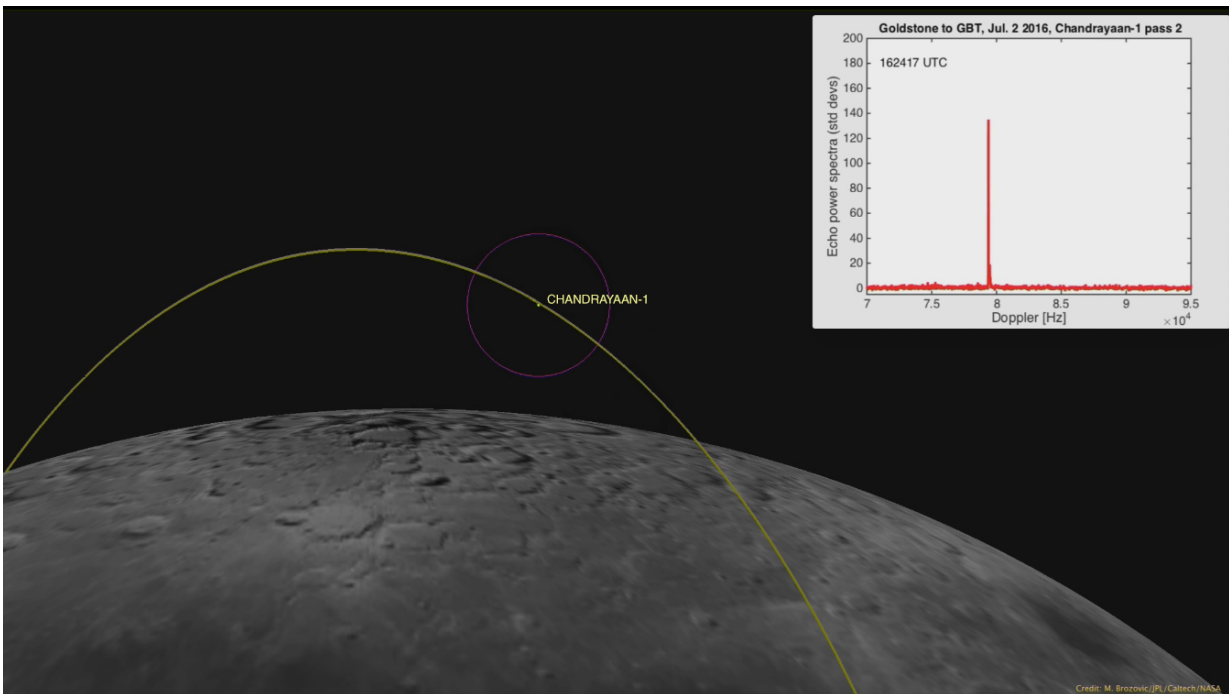 Goldstone to GBT, Jul. 2 2016, Chandrayaan-1 pass 2
200
180
162417 UTC
160
140
120
100
80
60
40
20
0
Echo power spectra (std devs)
7 7.5 8 8.5 9 9.5
Doppler [Hz]
×10⁴
CHANDRAYAAN-1
Credit: M. Brozovic/JPL/Caltech/NASA